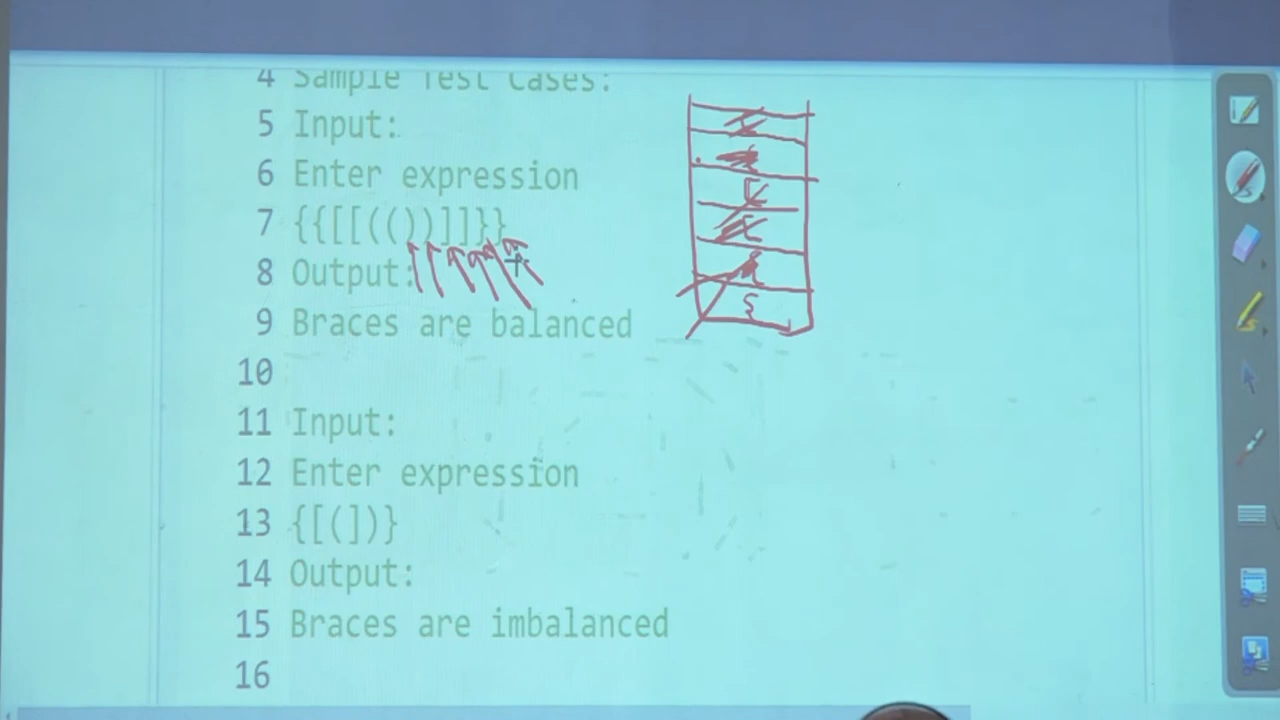 4 Sample Test Cases:
5 Input:
6 Enter expression
7 {{[[(())]]}}
8 Output:
9 Braces are balanced
10
11 Input:
12 Enter expression
13 {[(])}
14 Output:
15 Braces are imbalanced
16